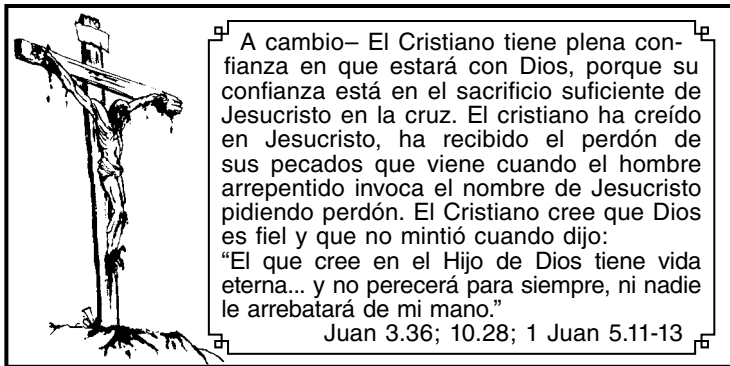 A cambio– El Cristiano tiene plena con-
fianza en que estará con Dios, porque su
confianza está en el sacrificio suficiente de
Jesucristo en la cruz. El cristiano ha creído
en Jesucristo, ha recibido el perdón de
sus pecados que viene cuando el hombre
arrepentido invoca el nombre de Jesucristo
pidiendo perdón. El Cristiano cree que Dios
es fiel y que no mintió cuando dijo:
“El que cree en el Hijo de Dios tiene vida
eterna... y no perecerá para siempre, ni nadie
le arrebatará de mi mano.”
Juan 3.36; 10.28; 1 Juan 5.11-13